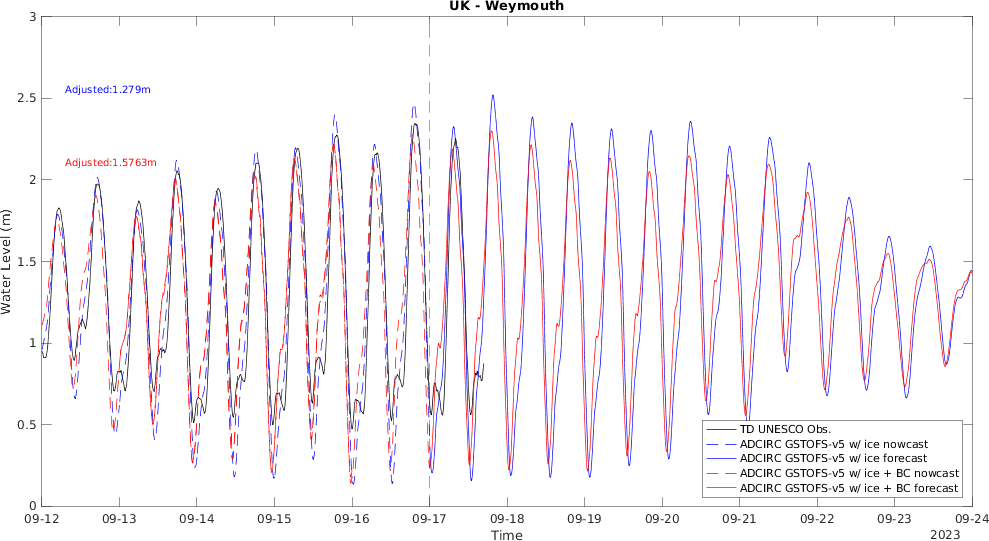 UK - Weymouth
3
2.5
2
1.5
1
0.5
0
Water Level (m)
Adjusted:1.279m
Adjusted:1.5763m
TD UNESCO Obs.
ADCIRC GSTOFS-v5 w/ ice nowcast
ADCIRC GSTOFS-v5 w/ ice forecast
ADCIRC GSTOFS-v5 w/ ice + BC nowcast
ADCIRC GSTOFS-v5 w/ ice + BC forecast
09-12 09-13 09-14 09-15 09-16 09-17 09-18 09-19 09-20 09-21 09-22 09-23 09-24
Time
2023